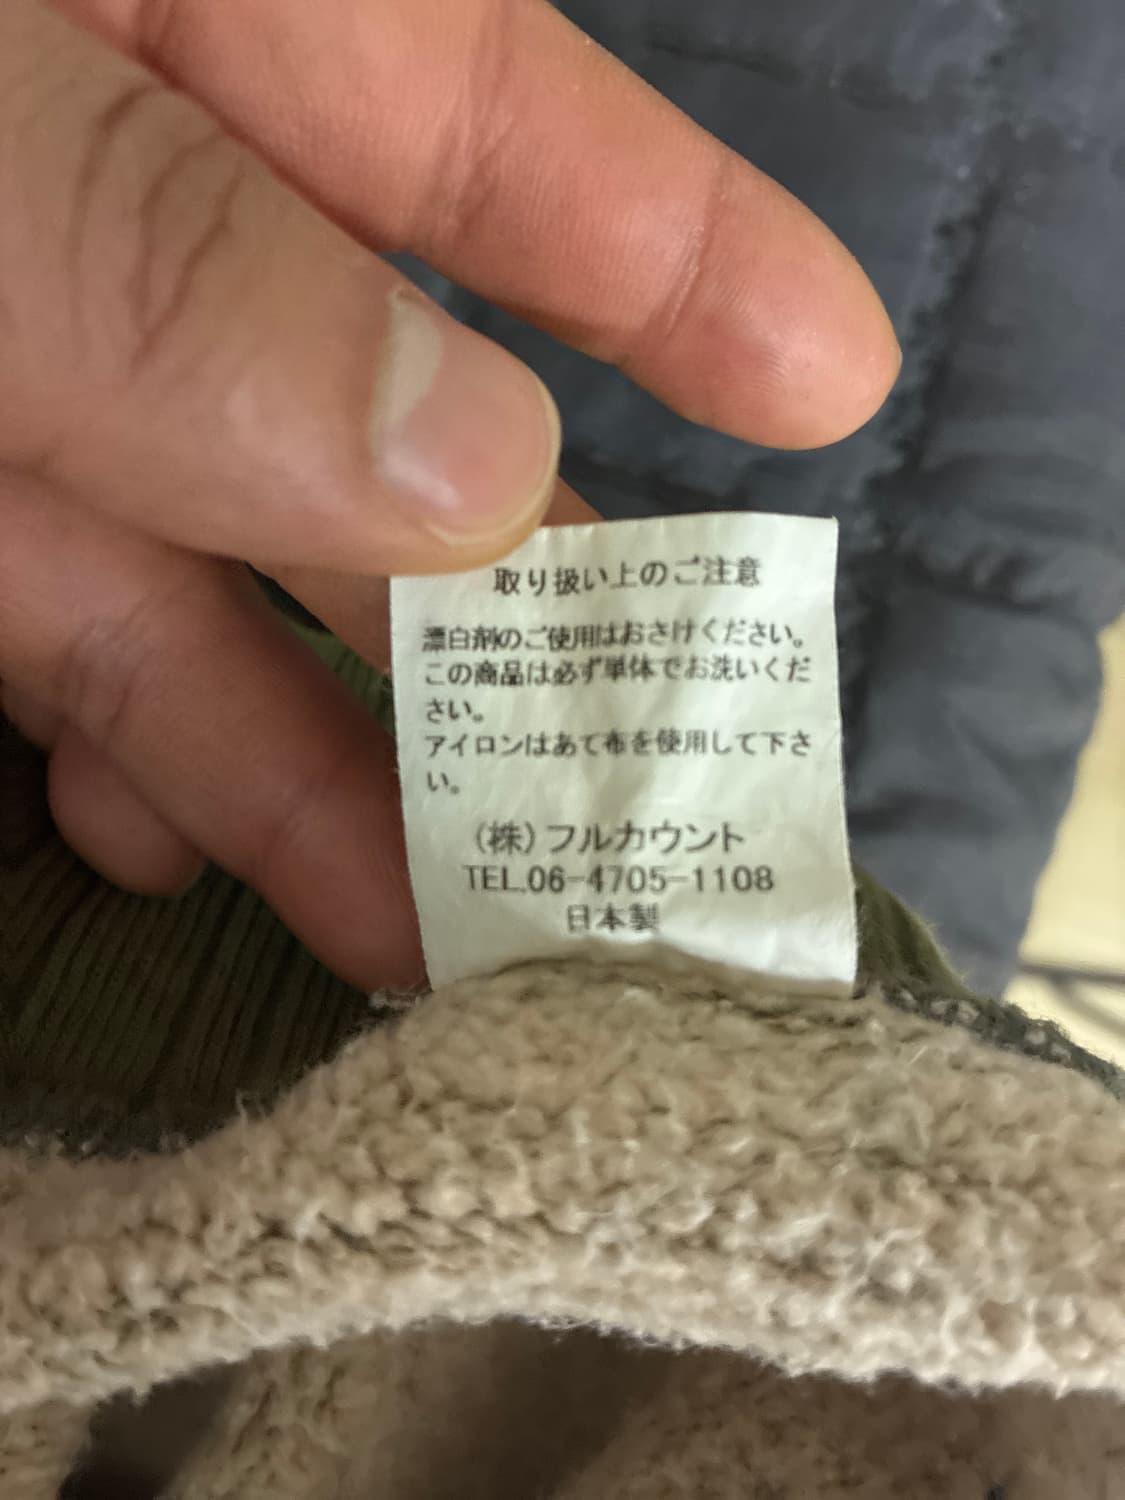 取り扱い上のご注意
漂白剤のご使用はおさけください。
この商品は必ず単体でお洗いくだ
さい。
アイロンはあて布を使用して下さ
い。
(株)フルカウント
TEL.06-4705-1108
日本製